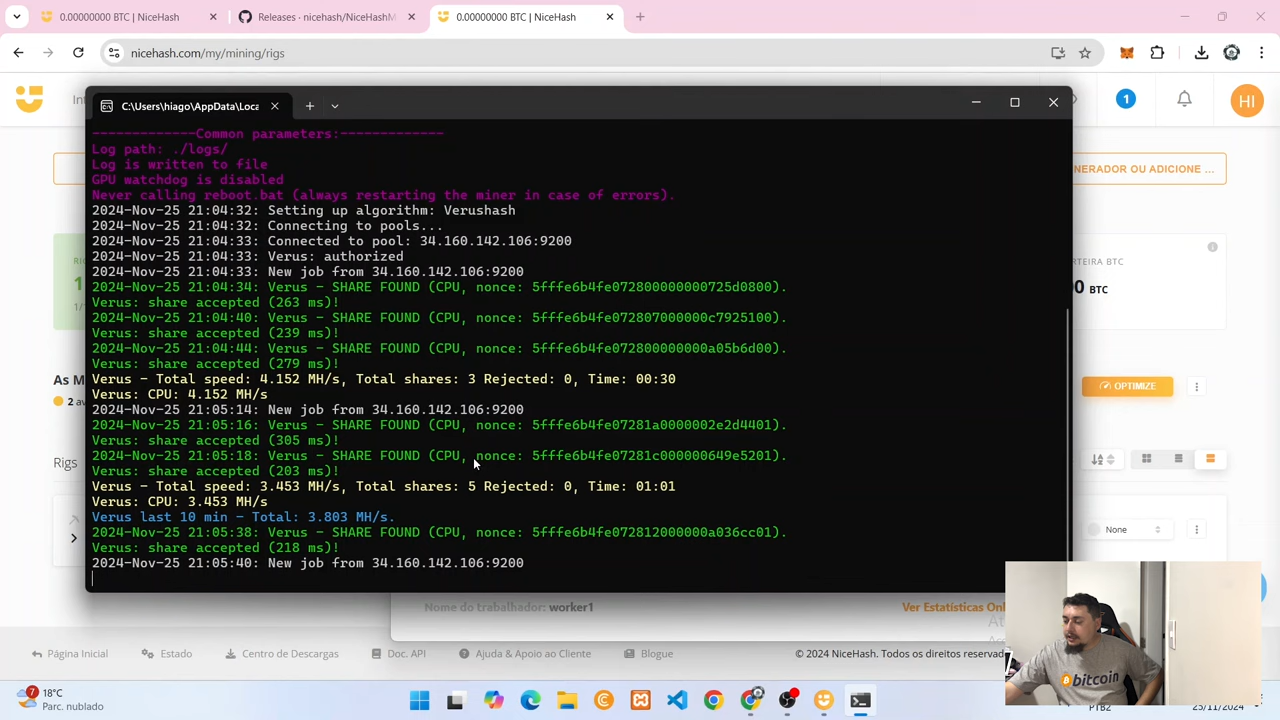 0.00000000 BTC | NiceHash
Releases · nicehash/NiceHashM
0.00000000 BTC | NiceHash
nicehash.com/my/mining/rigs
1
HI
C:\Users\hiago\AppData\Loca
-------------Common parameters:-------------
Log path: ./logs/
Log is written to file
GPU watchdog is disabled
Never calling reboot.bat (always restarting the miner in case of errors).
2024-Nov-25 21:04:32: Setting up algorithm: Verushash
2024-Nov-25 21:04:32: Connecting to pools...
2024-Nov-25 21:04:33: Connected to pool: 34.160.142.106:9200
2024-Nov-25 21:04:33: Verus: authorized
2024-Nov-25 21:04:33: New job from 34.160.142.106:9200
2024-Nov-25 21:04:34: Verus - SHARE FOUND (CPU, nonce: 5fffe6b4fe072800000000725d0800).
Verus: share accepted (263 ms)!
2024-Nov-25 21:04:40: Verus - SHARE FOUND (CPU, nonce: 5fffe6b4fe072807000000c7925100).
Verus: share accepted (239 ms)!
2024-Nov-25 21:04:44: Verus - SHARE FOUND (CPU, nonce: 5fffe6b4fe072800000000a05b6d00).
Verus: share accepted (279 ms)!
Verus - Total speed: 4.152 MH/s, Total shares: 3 Rejected: 0, Time: 00:30
Verus: CPU: 4.152 MH/s
2024-Nov-25 21:05:14: New job from 34.160.142.106:9200
2024-Nov-25 21:05:16: Verus - SHARE FOUND (CPU, nonce: 5fffe6b4fe07281a0000002e2d4401).
Verus: share accepted (305 ms)!
2024-Nov-25 21:05:18: Verus - SHARE FOUND (CPU, nonce: 5fffe6b4fe07281c000000649e5201).
Verus: share accepted (203 ms)!
Verus - Total speed: 3.453 MH/s, Total shares: 5 Rejected: 0, Time: 01:01
Verus: CPU: 3.453 MH/s
Verus last 10 min - Total: 3.803 MH/s.
2024-Nov-25 21:05:38: Verus - SHARE FOUND (CPU, nonce: 5fffe6b4fe072812000000a036cc01).
Verus: share accepted (218 ms)!
2024-Nov-25 21:05:40: New job from 34.160.142.106:9200
NERADOR OU ADICIONE ...
RTEIRA BTC
BTC
As M
2 av
OPTIMIZE
Rigs
None
Nome do trabalhador: worker1
Ver Estatísticas Onl
Página Inicial
Estado
Centro de Descargas
Doc. API
Ajuda & Apoio ao Cliente
Blogue
© 2024 NiceHash. Todos os direitos reservad
bitcoin
7
18°C
Parc. nublado
PTB2
25/11/2024